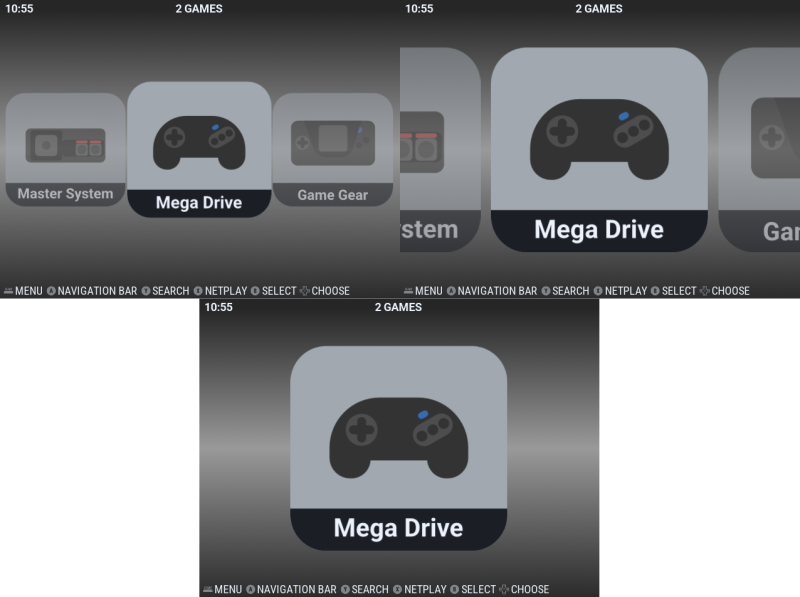 10:55
2 GAMES
Master System
Mega Drive
Game Gear
MENU NAVIGATION BAR SEARCH NETPLAY SELECT CHOOSE
10:55
2 GAMES
stem
Mega Drive
Gar
MENU NAVIGATION BAR SEARCH NETPLAY SELECT CHOOSE
10:55
2 GAMES
Mega Drive
MENU NAVIGATION BAR SEARCH NETPLAY SELECT CHOOSE